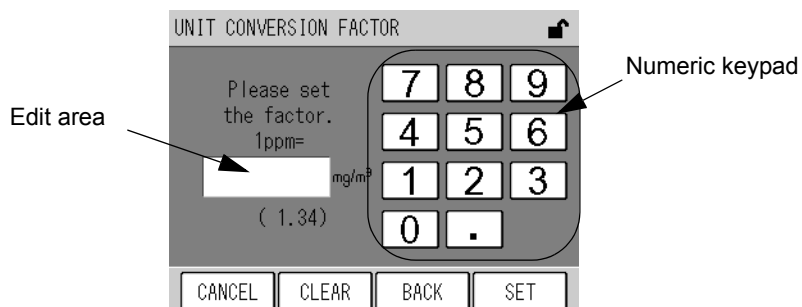 UNIT CONVERSION FACTOR
Please set
the factor.
1ppm=
mg/m³
( 1.34)
7 8 9
4 5 6
1 2 3
0 .
CANCEL CLEAR BACK SET
Edit area
Numeric keypad